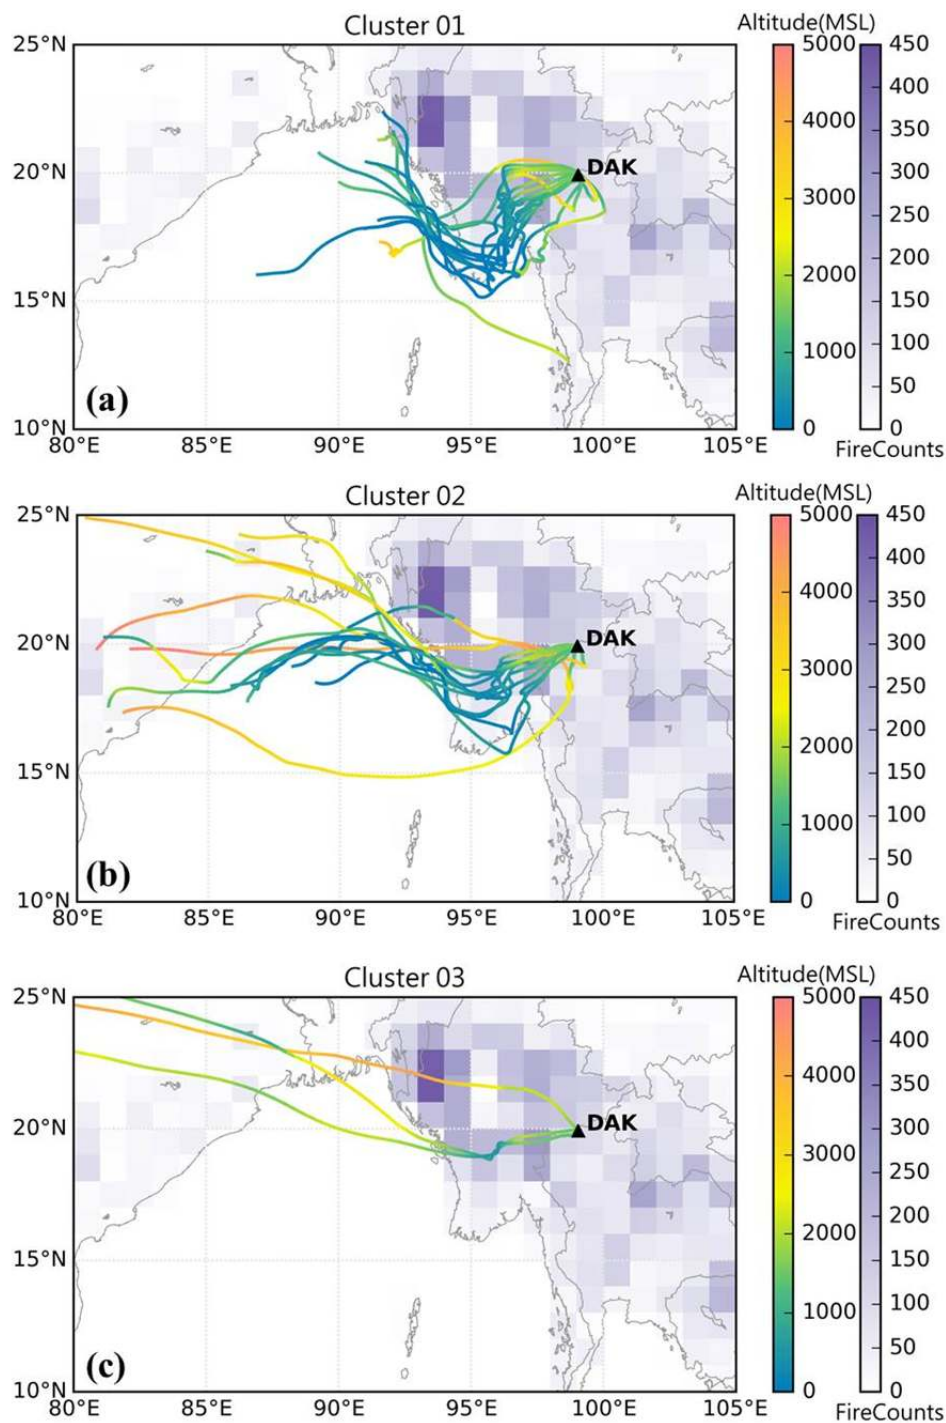 Cluster 01
Altitude(MSL)
25°N
20°N
15°N
10°N
80°E
85°E
90°E
95°E
100°E
105°E
DAK
(a)
5000
4000
3000
2000
1000
0
450
400
350
300
250
200
150
100
50
0
FireCounts
Cluster 02
Altitude(MSL)
25°N
20°N
15°N
10°N
80°E
85°E
90°E
95°E
100°E
105°E
DAK
(b)
5000
4000
3000
2000
1000
0
450
400
350
300
250
200
150
100
50
0
FireCounts
Cluster 03
Altitude(MSL)
25°N
20°N
15°N
10°N
80°E
85°E
90°E
95°E
100°E
105°E
DAK
(c)
5000
4000
3000
2000
1000
0
450
400
350
300
250
200
150
100
50
0
FireCounts